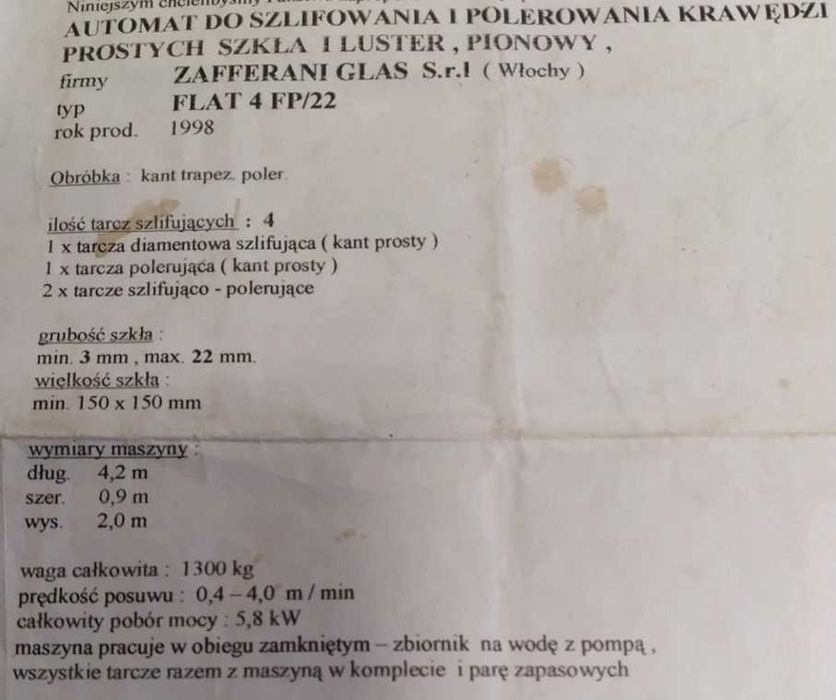 Niniejszym chcielibyśmy
AUTOMAT DO SZLIFOWANIA I POLEROWANIA KRAWĘDZI
PROSTYCH SZKŁA I LUSTER , PIONOWY ,
firmy ZAFFERANI GLAS S.r.l ( Włochy )
typ FLAT 4 FP/22
rok prod. 1998
Obróbka : kant trapez. poler.
ilość tarcz szlifujących : 4
1 x tarcza diamentowa szlifująca ( kant prosty )
1 x tarcza polerująca ( kant prosty )
2 x tarcze szlifująco - polerujące
grubość szkła :
min. 3 mm , max. 22 mm.
wielkość szkła :
min. 150 x 150 mm
wymiary maszyny :
dług. 4,2 m
szer. 0,9 m
wys. 2,0 m
waga całkowita : 1300 kg
prędkość posuwu : 0,4 – 4,0 m / min
całkowity pobór mocy : 5,8 kW
maszyna pracuje w obiegu zamkniętym – zbiornik na wodę z pompą ,
wszystkie tarcze razem z maszyną w komplecie i parę zapasowych